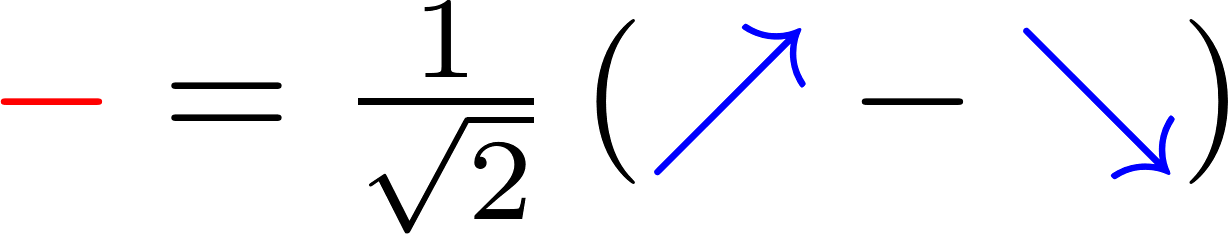 − = 1/√2 (↗ − ↘)